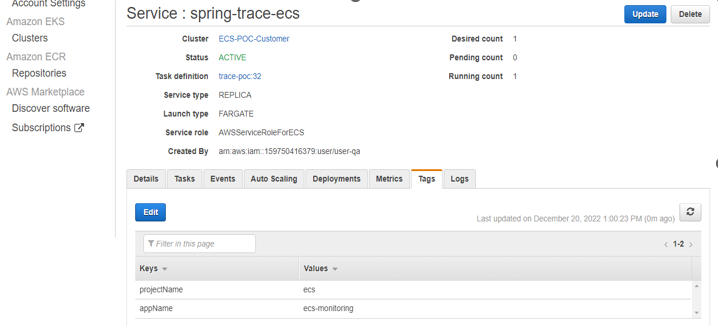 Account Settings
Amazon EKS
Clusters
Amazon ECR
Repositories
AWS Marketplace
Discover software
Subscriptions
Service : spring-trace-ecs
Update
Delete
Cluster ECS-POC-Customer
Desired count 1
Status ACTIVE
Pending count 0
Task definition trace-poc:32
Running count 1
Service type REPLICA
Launch type FARGATE
Service role AWSServiceRoleForECS
Created By arn:aws:iam::159750416379:user/user-qa
Details Tasks Events Auto Scaling Deployments Metrics Tags Logs
Edit
Last updated on December 20, 2022 1:00:23 PM (0m ago)
Filter in this page
< 1-2 >
Keys Values
projectName ecs
appName ecs-monitoring